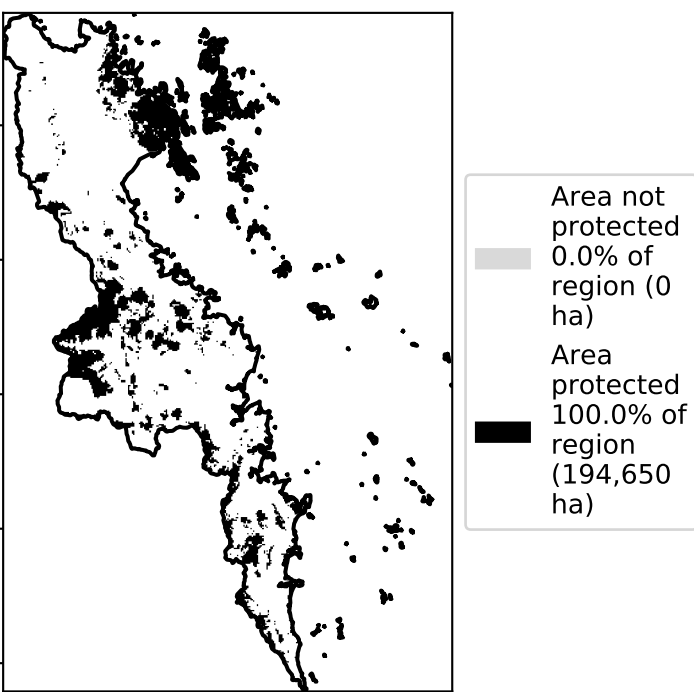 Area not
protected
0.0% of
region (0
ha)
Area
protected
100.0% of
region
(194,650
ha)